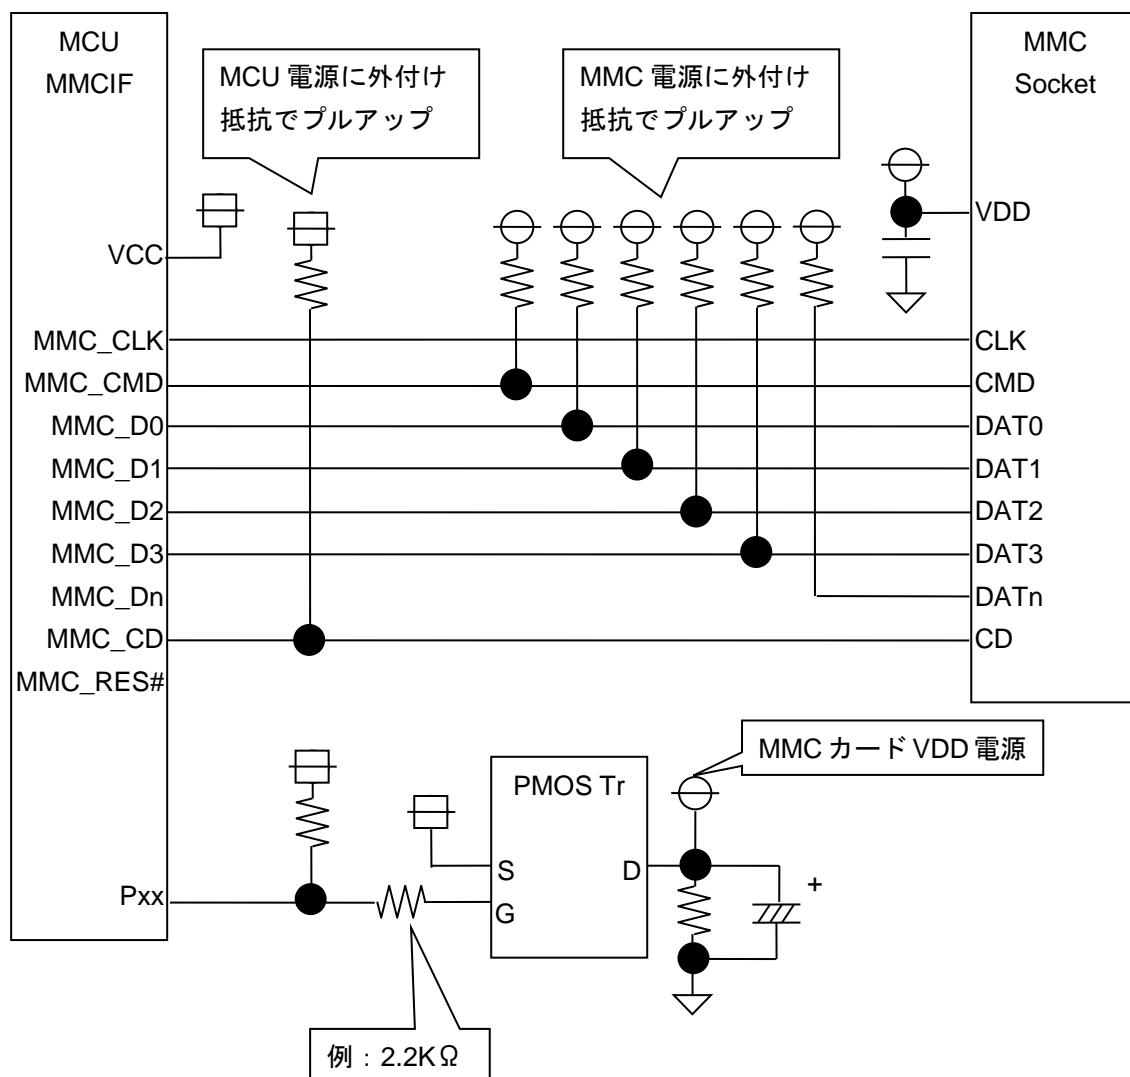 MCU
MMCIF
MMC
Socket
MCU 電源に外付け
抵抗でプルアップ
MMC 電源に外付け
抵抗でプルアップ
VCC
VDD
MMC_CLK
CLK
MMC_CMD
CMD
MMC_D0
DAT0
MMC_D1
DAT1
MMC_D2
DAT2
MMC_D3
DAT3
MMC_Dn
DATn
MMC_CD
CD
MMC_RES#
MMC カード VDD 電源
PMOS Tr
S
D
G
+
Pxx
例：2.2KΩ